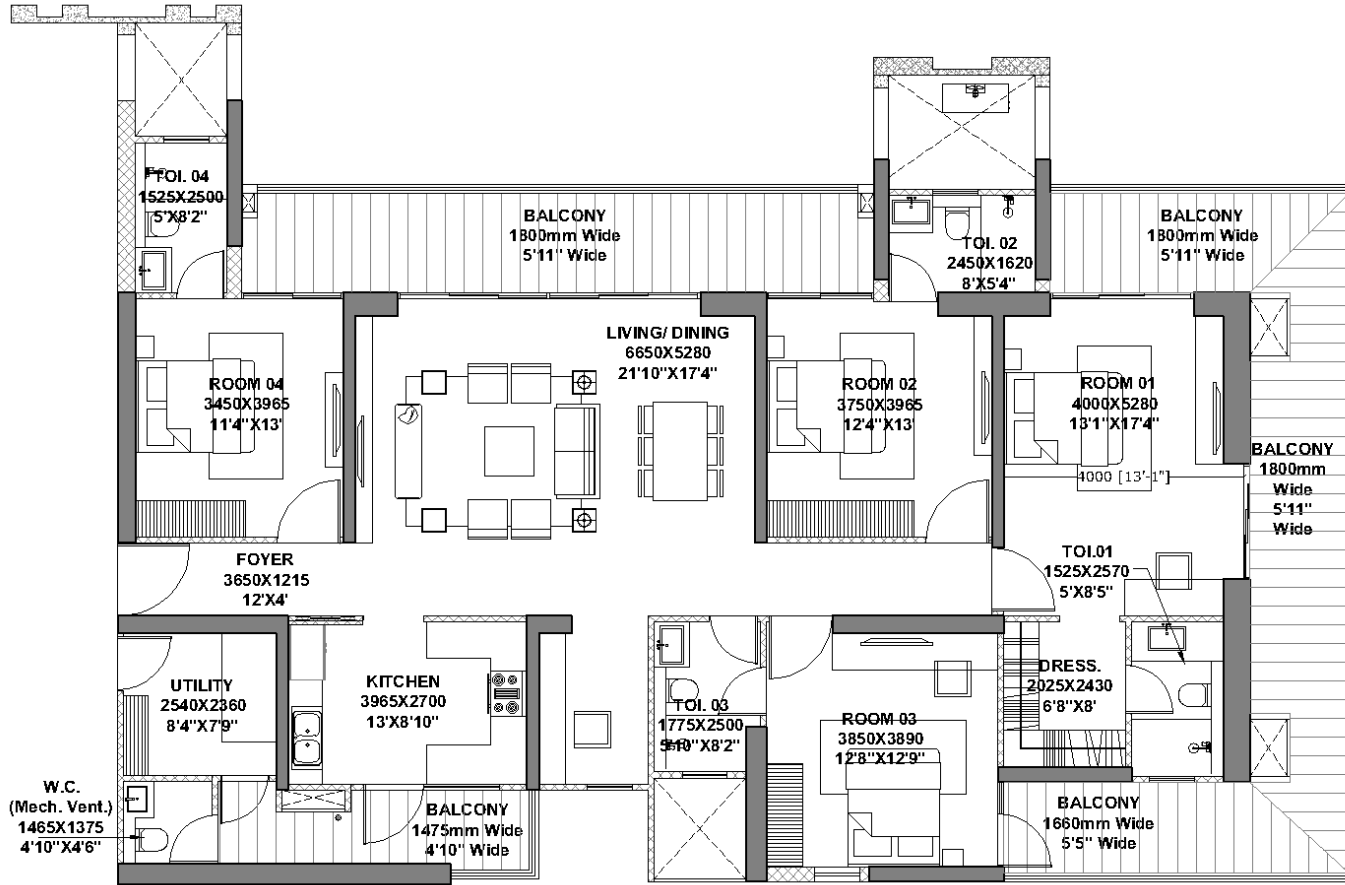 TOI. 04
1525X2500
5'X8'2"
BALCONY
1800mm Wide
5'11" Wide
TOI. 02
2450X1620
8'X5'4"
BALCONY
1800mm Wide
5'11" Wide
ROOM 04
3450X3965
11'4"X13'
LIVING/ DINING
6650X5280
21'10"X17'4"
ROOM 02
3750X3965
12'4"X13'
ROOM 01
4000X5280
13'1"X17'4"
4000 [13'-1"]
BALCONY
1800mm
Wide
5'11"
Wide
FOYER
3650X1215
12'X4'
TOI.01
1525X2570
5'X8'5"
UTILITY
2540X2360
8'4"X7'9"
KITCHEN
3965X2700
13'X8'10"
TOI. 03
1775X2500
5'10"X8'2"
ROOM 03
3850X3890
12'8"X12'9"
DRESS.
2025X2430
6'8"X8'
W.C.
(Mech. Vent.)
1465X1375
4'10"X4'6"
BALCONY
1475mm Wide
4'10" Wide
BALCONY
1660mm Wide
5'5" Wide